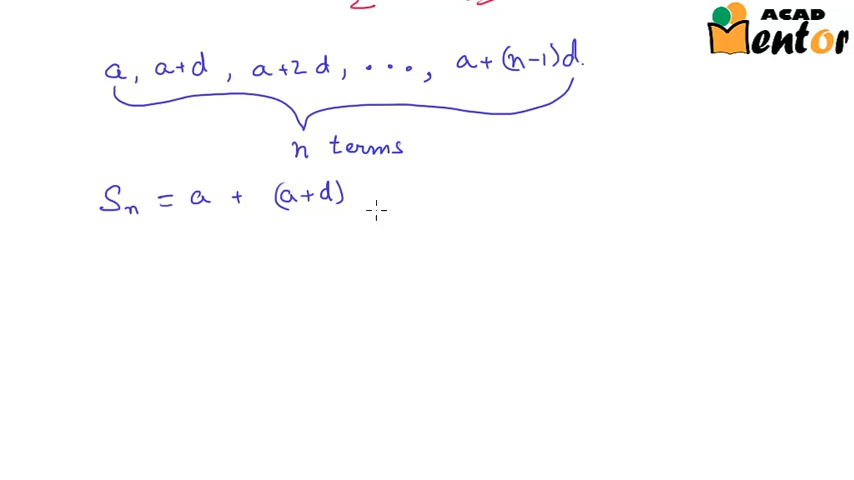 ACAD
MentOr
a, a+d, a+2d, ..., a+(n-1)d.
n terms
Sn = a + (a+d)